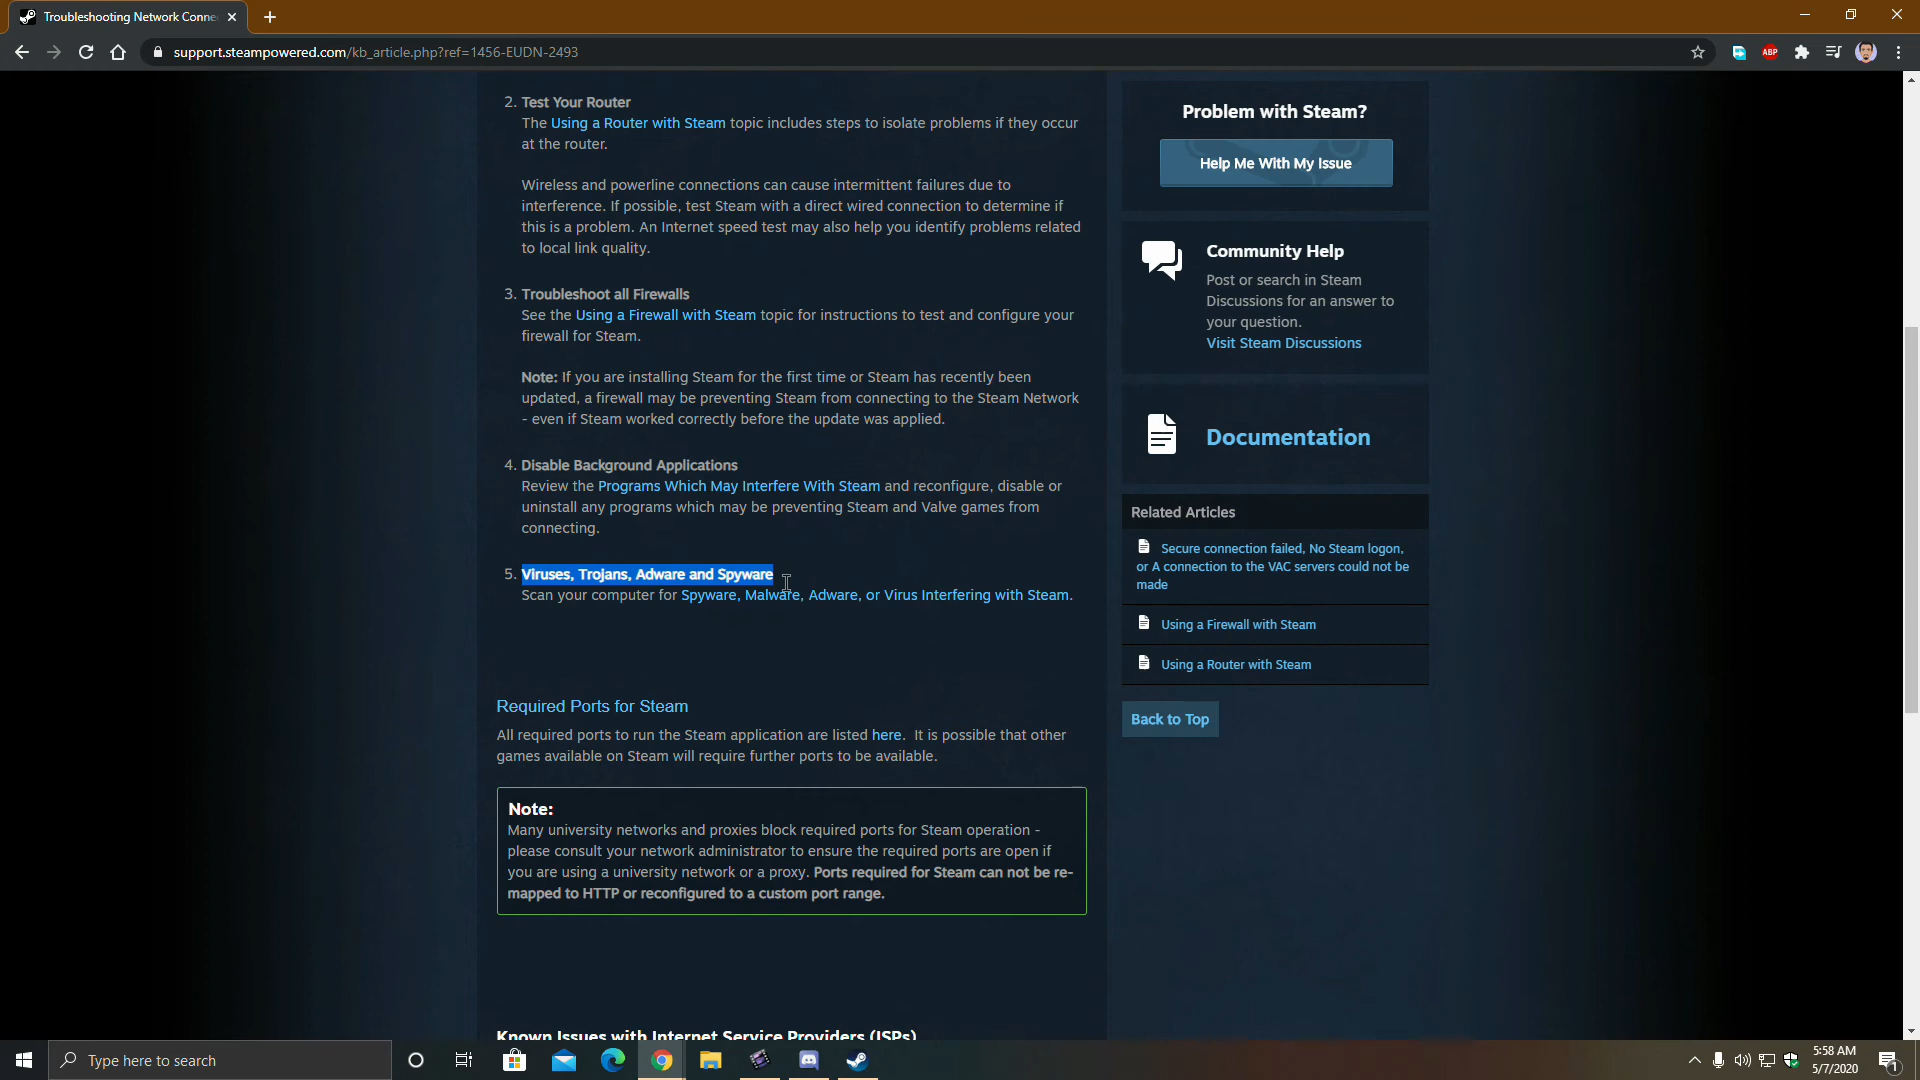 Troubleshooting Network Conne
support.steampowered.com/kb_article.php?ref=1456-EUDN-2493
ABP
2. Test Your Router
The Using a Router with Steam topic includes steps to isolate problems if they occur
at the router.
Wireless and powerline connections can cause intermittent failures due to
interference. If possible, test Steam with a direct wired connection to determine if
this is a problem. An Internet speed test may also help you identify problems related
to local link quality.
3. Troubleshoot all Firewalls
See the Using a Firewall with Steam topic for instructions to test and configure your
firewall for Steam.
Note: If you are installing Steam for the first time or Steam has recently been
updated, a firewall may be preventing Steam from connecting to the Steam Network
- even if Steam worked correctly before the update was applied.
4. Disable Background Applications
Review the Programs Which May Interfere With Steam and reconfigure, disable or
uninstall any programs which may be preventing Steam and Valve games from
connecting.
5. Viruses, Trojans, Adware and Spyware
Scan your computer for Spyware, Malware, Adware, or Virus Interfering with Steam.
Required Ports for Steam
All required ports to run the Steam application are listed here. It is possible that other
games available on Steam will require further ports to be available.
Note:
Many university networks and proxies block required ports for Steam operation -
please consult your network administrator to ensure the required ports are open if
you are using a university network or a proxy. Ports required for Steam can not be re-
mapped to HTTP or reconfigured to a custom port range.
Known Issues with Internet Service Providers (ISPs)
Problem with Steam?
Help Me With My Issue
Community Help
Post or search in Steam
Discussions for an answer to
your question.
Visit Steam Discussions
Documentation
Related Articles
Secure connection failed, No Steam logon,
or A connection to the VAC servers could not be
made
Using a Firewall with Steam
Using a Router with Steam
Back to Top
Type here to search
5:58 AM
5/7/2020
1